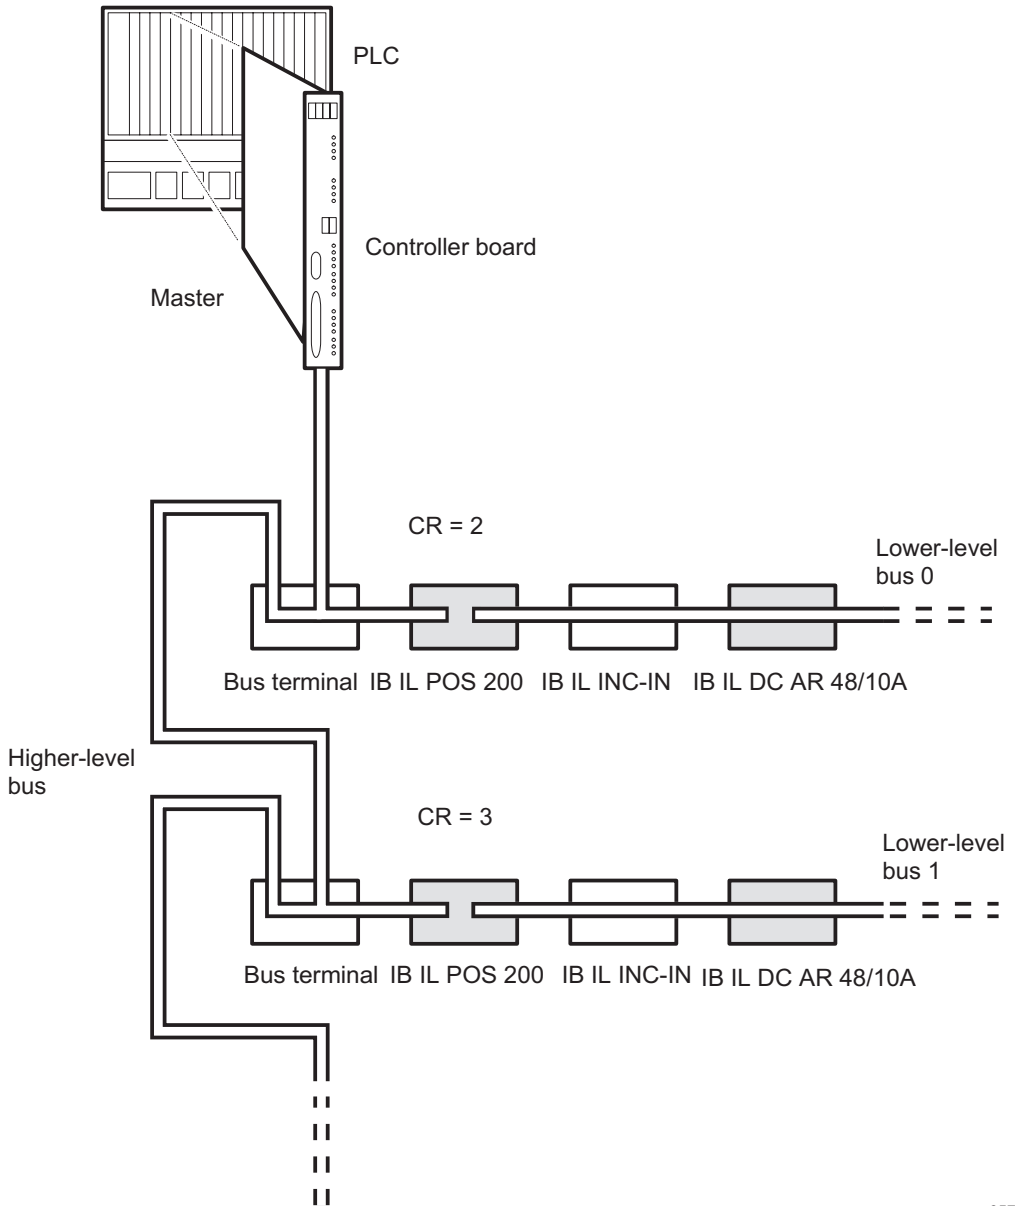 PLC
Controller board
Master
CR = 2
Lower-level
bus 0
Bus terminal IB IL POS 200 IB IL INC-IN IB IL DC AR 48/10A
Higher-level
bus
CR = 3
Lower-level
bus 1
Bus terminal IB IL POS 200 IB IL INC-IN IB IL DC AR 48/10A